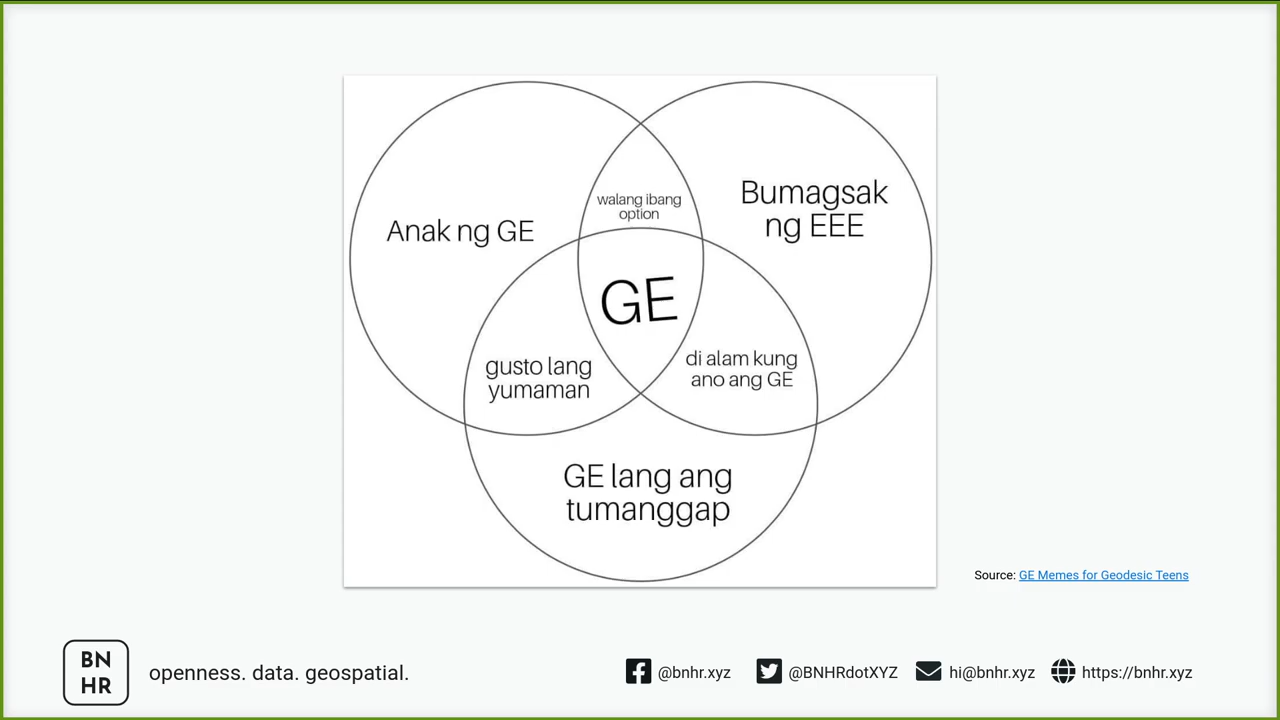 Anak ng GE
walang ibang
option
Bumagsak
ng EEE
GE
gusto lang
yumaman
di alam kung
ano ang GE
GE lang ang
tumanggap
Source: GE Memes for Geodesic Teens
BN
HR
openness. data. geospatial.
@bnhr.xyz
@BNHRdotXYZ
hi@bnhr.xyz
https://bnhr.xyz